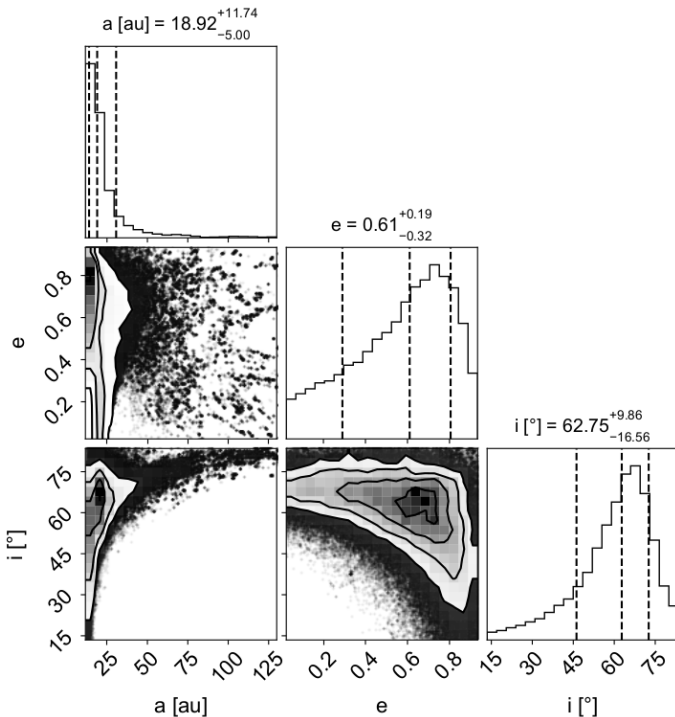 a [au] = 18.92 +11.74 −5.00
e = 0.61 +0.19 −0.32
0.8
0.6
e
0.4
0.2
i [°] = 62.75 +9.86 −16.56
75
60
i [°]
45
30
15
25 50 75 100 125 0.2 0.4 0.6 0.8 15 30 45 60 75
a [au] e i [°]